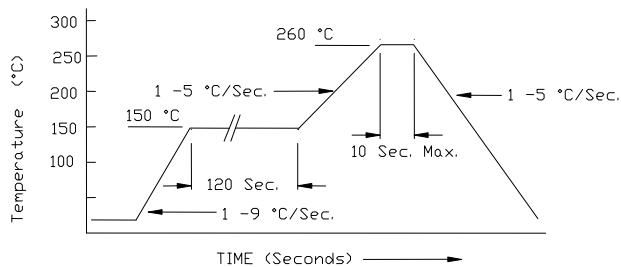 300
260 °C
250
1 -5 °C/Sec.
200
1 -5 °C/Sec.
150 °C
150
10 Sec. Max.
100
120 Sec.
1 -9 °C/Sec.
Temperature (°C)
TIME (Seconds)